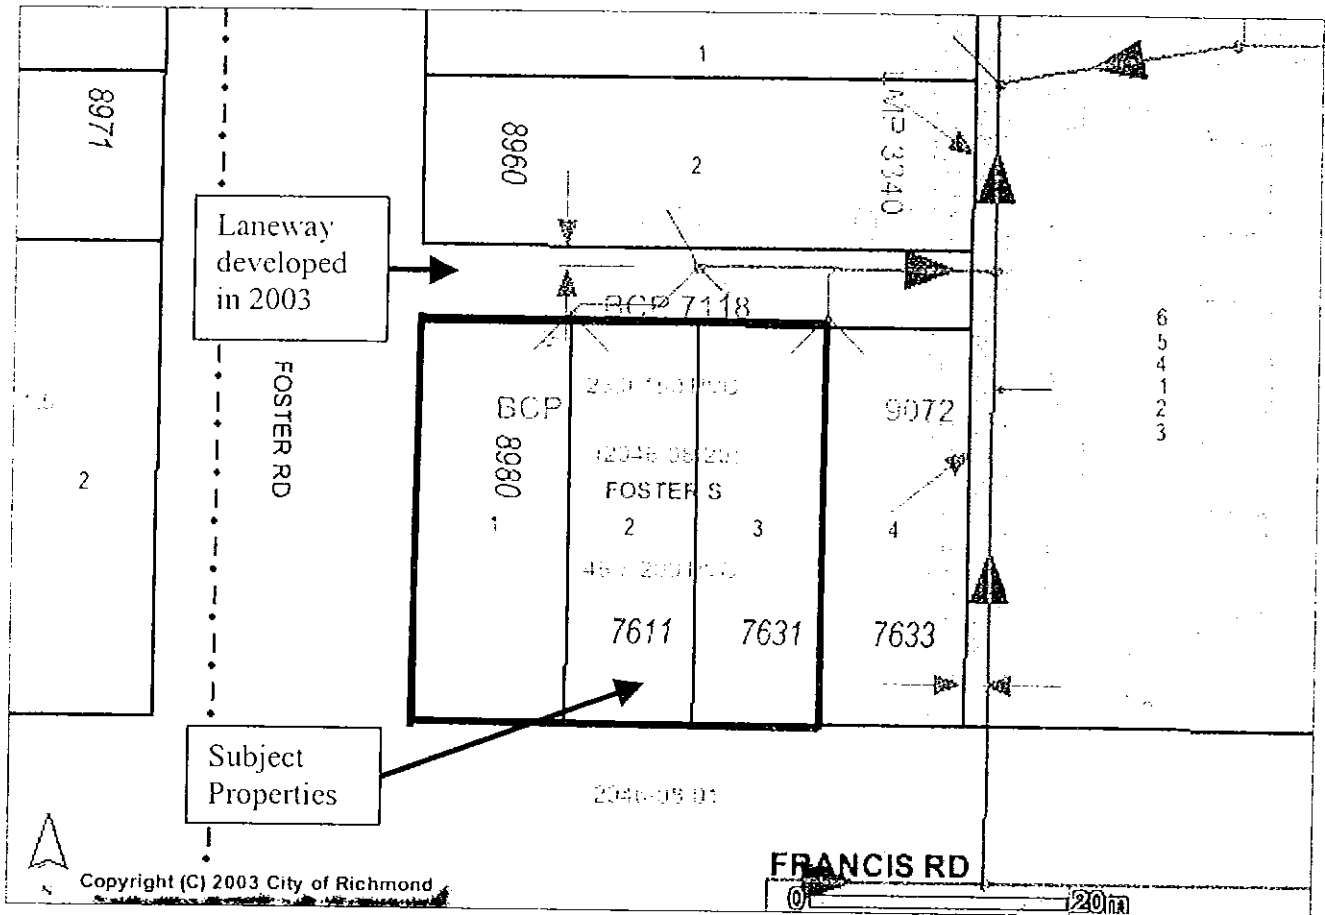 1
8971
8960
2
LMP 3340
Laneway
developed
in 2003
BCP 7118
FOSTER RD
2
BCP
9072
8980
FOSTER S
1
2
3
4
7611
7631
7633
6
5
4
1
2
3
Subject
Properties
FRANCIS RD
Copyright (C) 2003 City of Richmond
0
20m